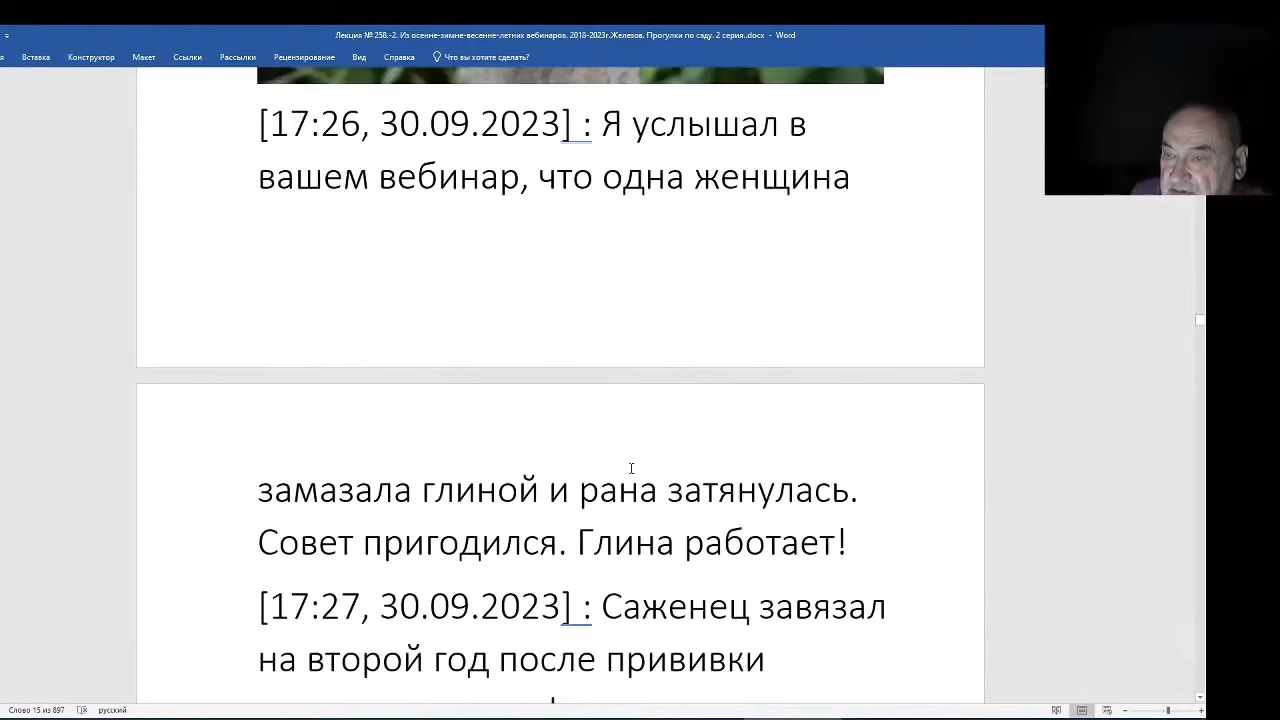 Лекция № 258.-2. Из осенне-зимне-весенне-летних вебинаров. 2018-2023г.Железов. Прогулки по саду. 2 серия..docx - Word
я Вставка Конструктор Макет Ссылки Рассылки Рецензирование Вид Справка Что вы хотите сделать?
[17:26, 30.09.2023] : Я услышал в
вашем вебинар, что одна женщина
замазала глиной и рана затянулась.
Совет пригодился. Глина работает!
[17:27, 30.09.2023] : Саженец завязал
на второй год после прививки
Слово 15 из 897 русский